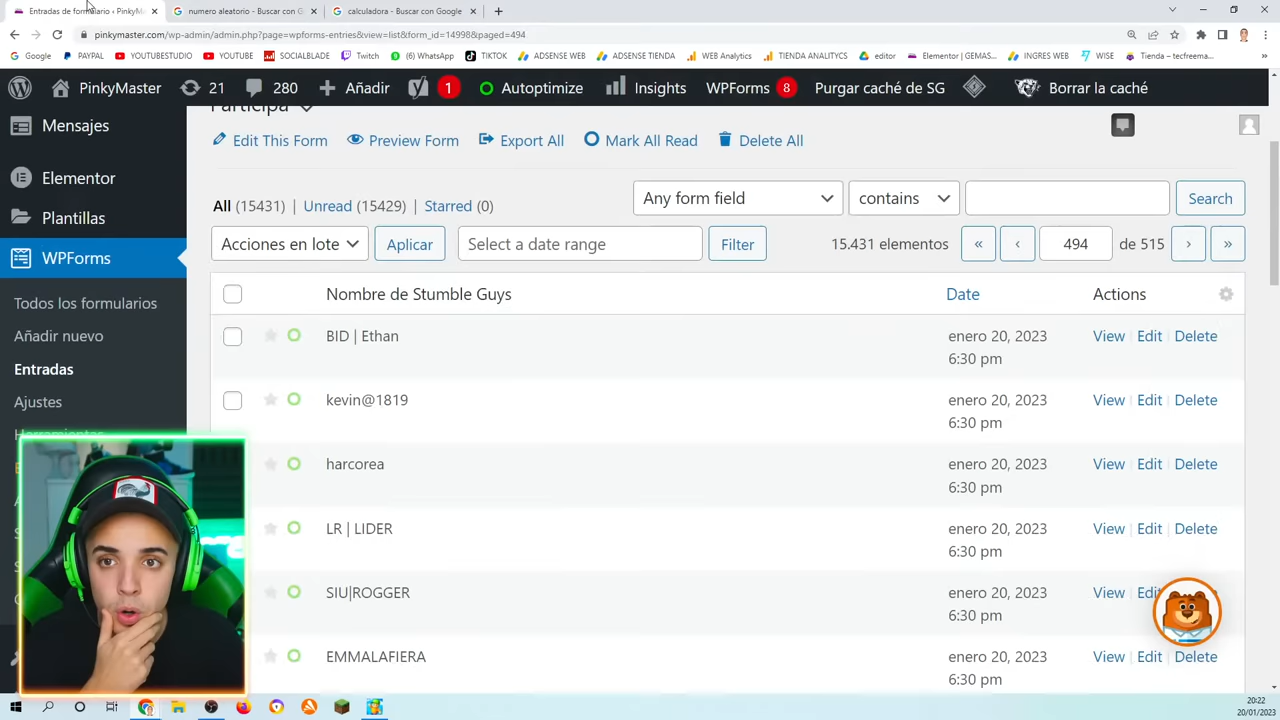 Entradas de formulario ‹ PinkyMa
numero aleatorio - Buscar con G
calculadora - Buscar con Google
pinkymaster.com/wp-admin/admin.php?page=wpforms-entries&view=list&form_id=14998&paged=494
Google PAYPAL YOUTUBESTUDIO YOUTUBE SOCIALBLADE Twitch (6) WhatsApp TIKTOK ADSENSE WEB ADSENSE TIENDA WEB Analytics TIENDA ANALITYCS editor Elementor | GEMAS... INGRES WEB WISE Tienda – tecfreema...
PinkyMaster 21 280 Añadir 1 Autoptimize Insights WPForms 8 Purgar caché de SG Borrar la caché
Mensajes
Elementor
Plantillas
WPForms
Todos los formularios
Añadir nuevo
Entradas
Ajustes
Herramientas
Participa
Edit This Form Preview Form Export All Mark All Read Delete All
All (15431) | Unread (15429) | Starred (0)
Any form field contains Search
Acciones en lote Aplicar Select a date range Filter 15.431 elementos « ‹ 494 de 515 › »
Nombre de Stumble Guys Date Actions
BID | Ethan enero 20, 2023 View | Edit | Delete
6:30 pm
kevin@1819 enero 20, 2023 View | Edit | Delete
6:30 pm
harcorea enero 20, 2023 View | Edit | Delete
6:30 pm
LR | LIDER enero 20, 2023 View | Edit | Delete
6:30 pm
SIU|ROGGER enero 20, 2023 View | Edit Delete
6:30 pm
EMMALAFIERA enero 20, 2023 View | Edit | Delete
6:30 pm
20:22
20/01/2023